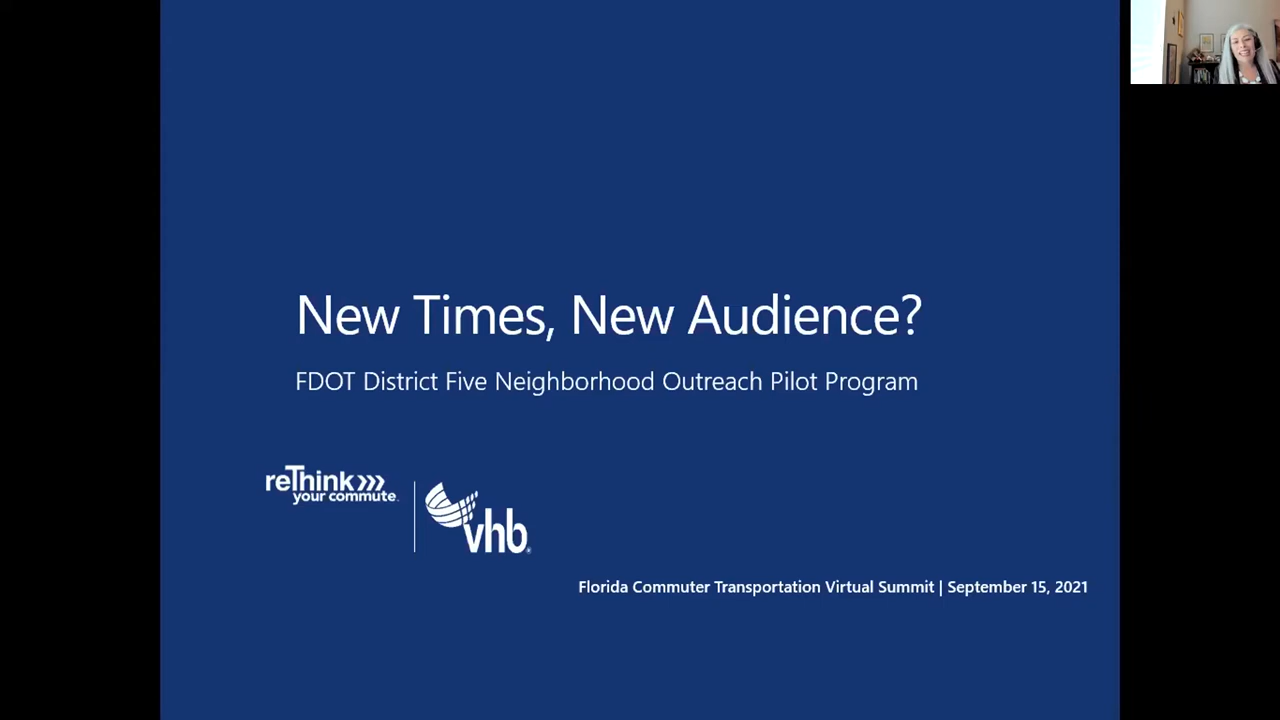 New Times, New Audience?
FDOT District Five Neighborhood Outreach Pilot Program
reThink
your commute
vhb
Florida Commuter Transportation Virtual Summit | September 15, 2021